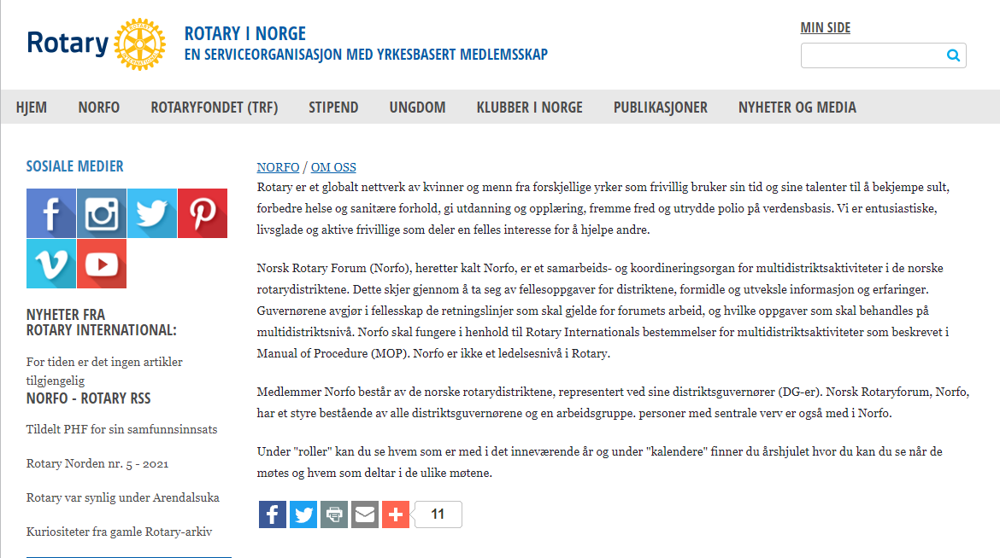 Rotary
ROTARY INTERNATIONAL
ROTARY I NORGE
EN SERVICEORGANISASJON MED YRKESBASERT MEDLEMSSKAP
MIN SIDE
HJEM NORFO ROTARYFONDET (TRF) STIPEND UNGDOM KLUBBER I NORGE PUBLIKASJONER NYHETER OG MEDIA
SOSIALE MEDIER
NYHETER FRA
ROTARY INTERNATIONAL:
For tiden er det ingen artikler
tilgjengelig
NORFO - ROTARY RSS
Tildelt PHF for sin samfunnsinnsats
Rotary Norden nr. 5 - 2021
Rotary var synlig under Arendalsuka
Kuriositeter fra gamle Rotary-arkiv
NORFO / OM OSS
Rotary er et globalt nettverk av kvinner og menn fra forskjellige yrker som frivillig bruker sin tid og sine talenter til å bekjempe sult,
forbedre helse og sanitære forhold, gi utdanning og opplæring, fremme fred og utrydde polio på verdensbasis. Vi er entusiastiske,
livsglade og aktive frivillige som deler en felles interesse for å hjelpe andre.
Norsk Rotary Forum (Norfo), heretter kalt Norfo, er et samarbeids- og koordineringsorgan for multidistriktsaktiviteter i de norske
rotarydistriktene. Dette skjer gjennom å ta seg av fellesoppgaver for distriktene, formidle og utveksle informasjon og erfaringer.
Guvernørene avgjør i fellesskap de retningslinjer som skal gjelde for forumets arbeid, og hvilke oppgaver som skal behandles på
multidistriktsnivå. Norfo skal fungere i henhold til Rotary Internationals bestemmelser for multidistriktsaktiviteter som beskrevet i
Manual of Procedure (MOP). Norfo er ikke et ledelsesnivå i Rotary.
Medlemmer Norfo består av de norske rotarydistriktene, representert ved sine distriktsguvernører (DG-er). Norsk Rotaryforum, Norfo,
har et styre bestående av alle distriktsguvernørene og en arbeidsgruppe. personer med sentrale verv er også med i Norfo.
Under "roller" kan du se hvem som er med i det inneværende år og under "kalendere" finner du årshjulet hvor du kan du se når de
møtes og hvem som deltar i de ulike møtene.
11